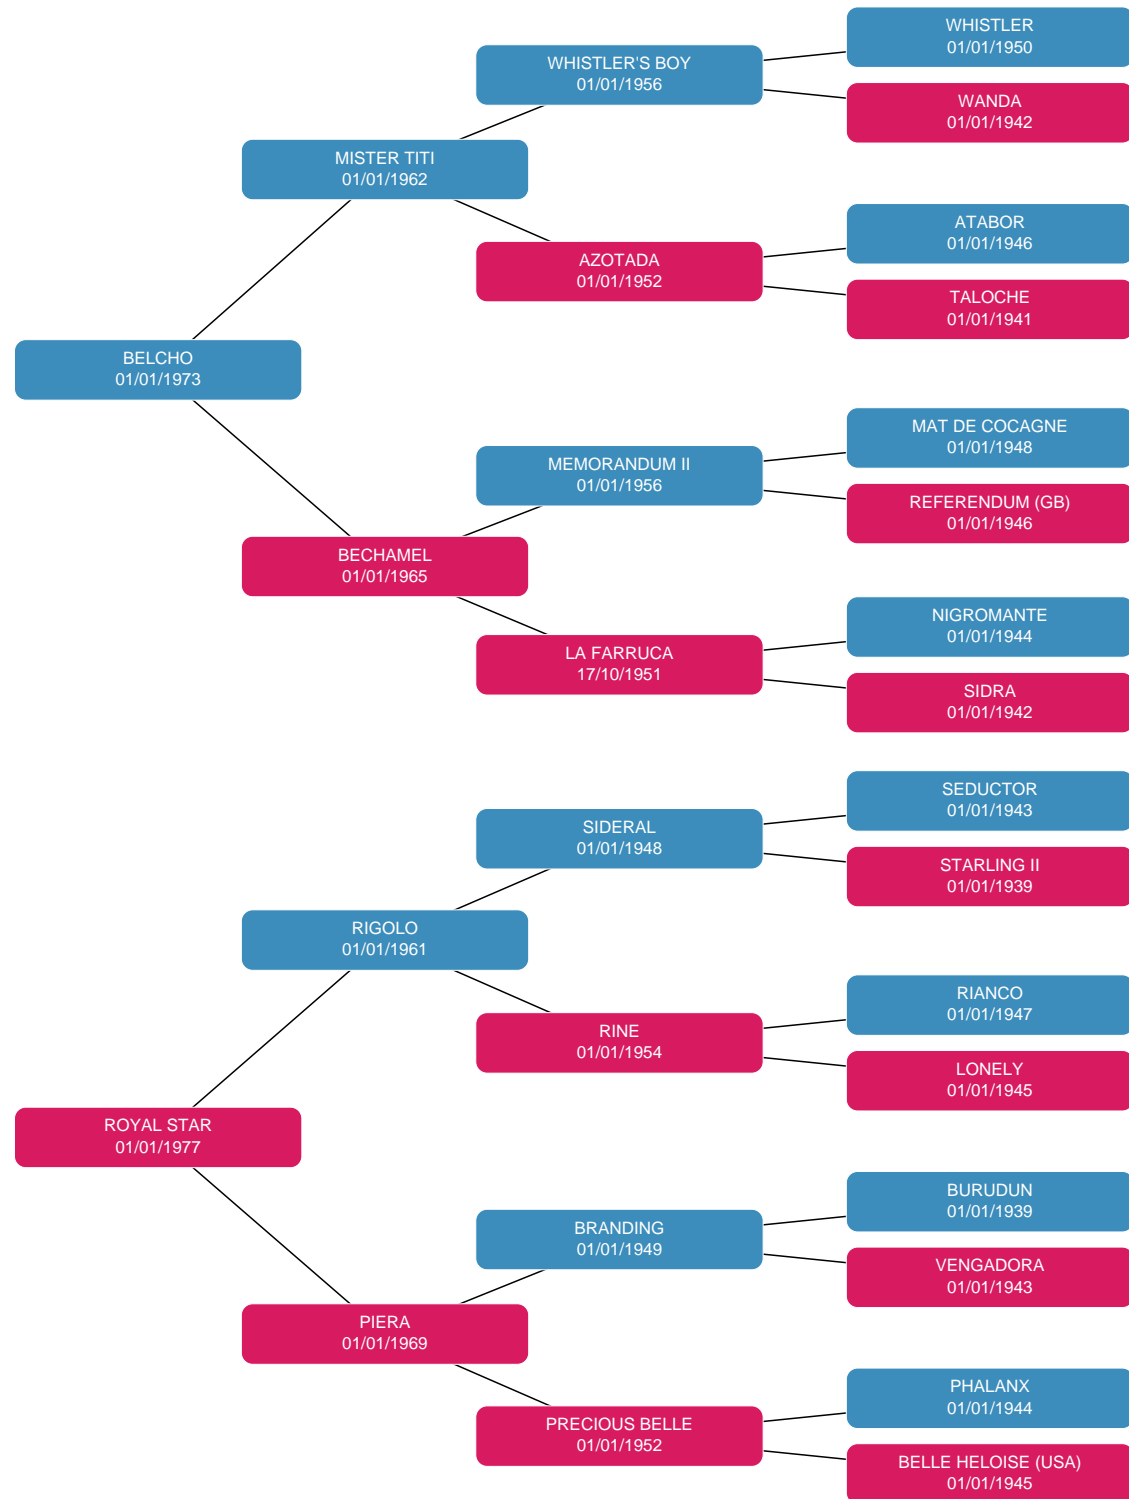 WHISTLER
01/01/1950
WHISTLER'S BOY
01/01/1956
WANDA
01/01/1942
MISTER TITI
01/01/1962
ATABOR
01/01/1946
AZOTADA
01/01/1952
TALOCHE
01/01/1941
BELCHO
01/01/1973
MAT DE COCAGNE
01/01/1948
MEMORANDUM II
01/01/1956
REFERENDUM (GB)
01/01/1946
BECHAMEL
01/01/1965
NIGROMANTE
01/01/1944
LA FARRUCA
17/10/1951
SIDRA
01/01/1942
SEDUCTOR
01/01/1943
SIDERAL
01/01/1948
STARLING II
01/01/1939
RIGOLO
01/01/1961
RIANCO
01/01/1947
RINE
01/01/1954
LONELY
01/01/1945
ROYAL STAR
01/01/1977
BURUDUN
01/01/1939
BRANDING
01/01/1949
VENGADORA
01/01/1943
PIERA
01/01/1969
PHALANX
01/01/1944
PRECIOUS BELLE
01/01/1952
BELLE HELOISE (USA)
01/01/1945